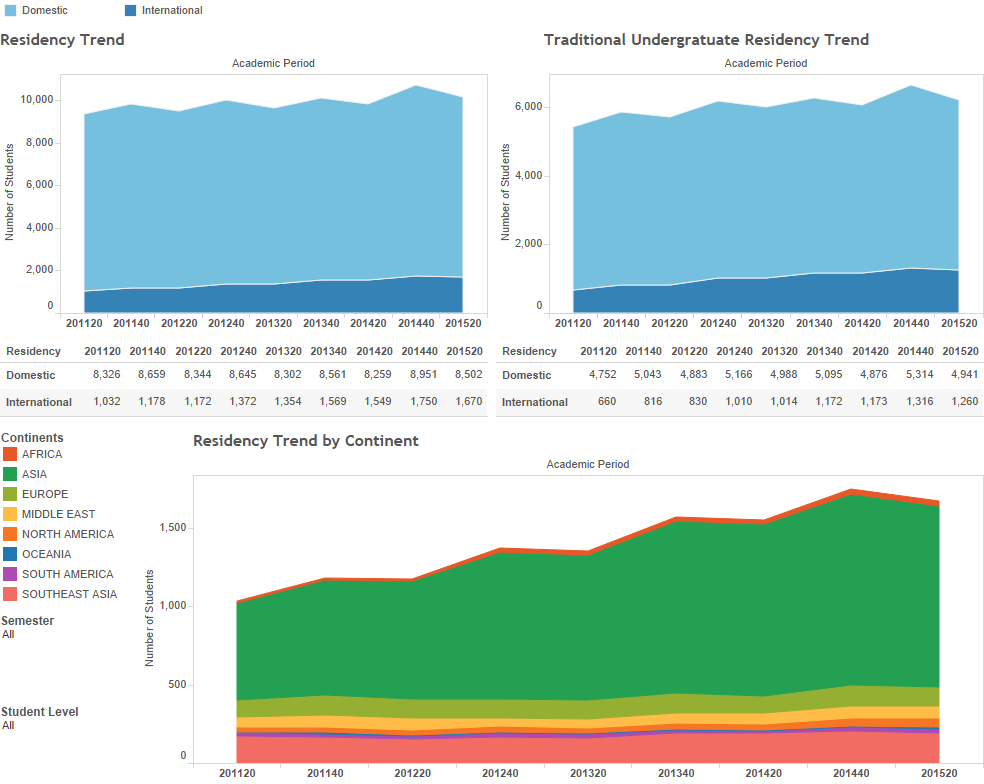 Domestic International
Residency Trend
Academic Period
Number of Students
10,000
8,000
6,000
4,000
2,000
0
201120 201140 201220 201240 201320 201340 201420 201440 201520
Residency 201120 201140 201220 201240 201320 201340 201420 201440 201520
Domestic 8,326 8,659 8,344 8,645 8,302 8,561 8,259 8,951 8,502
International 1,032 1,178 1,172 1,372 1,354 1,569 1,549 1,750 1,670
Traditional Undergratuate Residency Trend
Academic Period
Number of Students
6,000
4,000
2,000
0
201120 201140 201220 201240 201320 201340 201420 201440 201520
Residency 201120 201140 201220 201240 201320 201340 201420 201440 201520
Domestic 4,752 5,043 4,883 5,166 4,988 5,095 4,876 5,314 4,941
International 660 816 830 1,010 1,014 1,172 1,173 1,316 1,260
Continents
AFRICA
ASIA
EUROPE
MIDDLE EAST
NORTH AMERICA
OCEANIA
SOUTH AMERICA
SOUTHEAST ASIA
Semester
All
Student Level
All
Residency Trend by Continent
Academic Period
Number of Students
1,500
1,000
500
0
201120 201140 201220 201240 201320 201340 201420 201440 201520